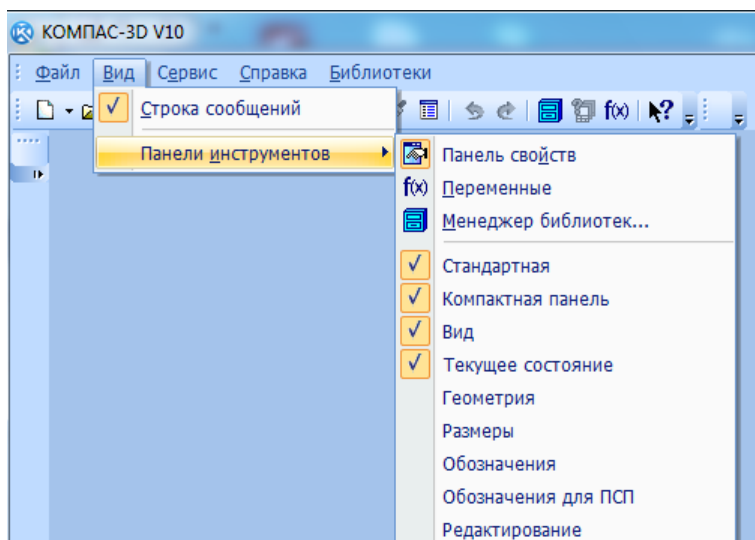 КОМПАС-3D V10
Файл Вид Сервис Справка Библиотеки
f(x) ?
Строка сообщений
Панели инструментов
Панель свойств
f(x) Переменные
Менеджер библиотек...
Стандартная
Компактная панель
Вид
Текущее состояние
Геометрия
Размеры
Обозначения
Обозначения для ПСП
Редактирование